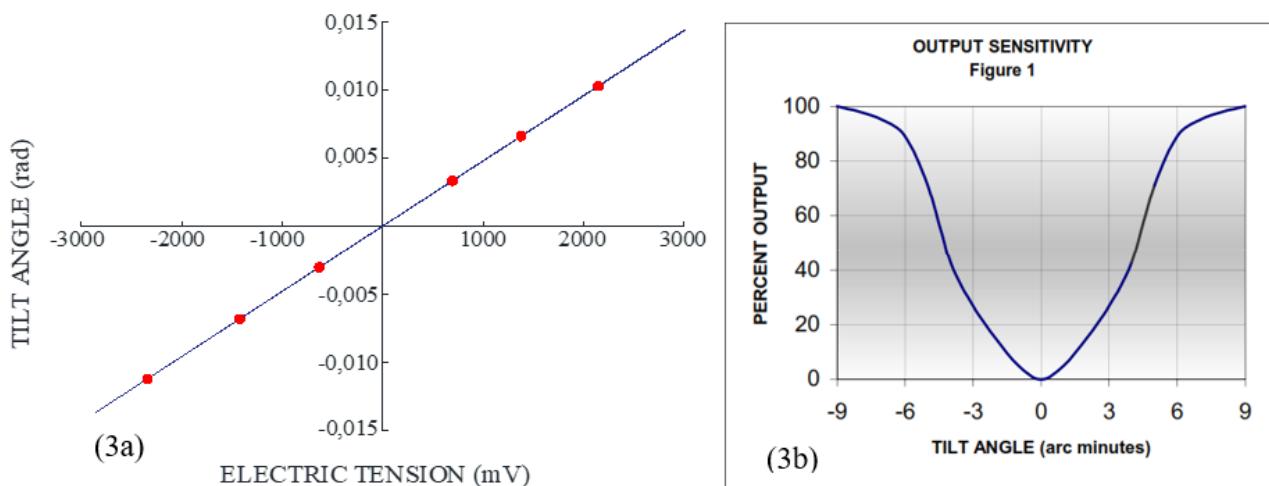 0,015
0,010
0,005
-3000 -2000 -1000 1000 2000 3000
-0,005
-0,010
-0,015
TILT ANGLE (rad)
ELECTRIC TENSION (mV)
(3a)
OUTPUT SENSITIVITY
Figure 1
100
80
60
40
20
0
-9 -6 -3 0 3 6 9
PERCENT OUTPUT
TILT ANGLE (arc minutes)
(3b)